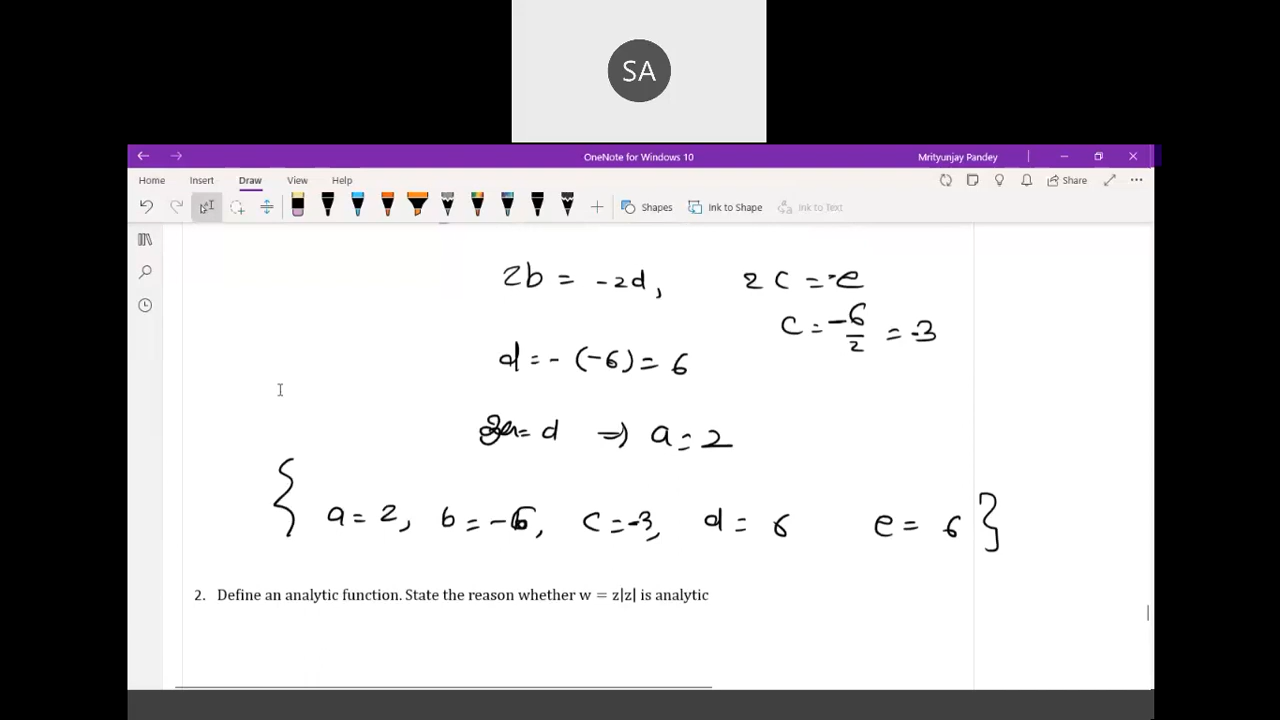 SA
OneNote for Windows 10
Mrityunjay Pandey
Home Insert Draw View Help
Share
Shapes Ink to Shape Ink to Text
2b = -2d, 2c = -e
c = -6/2 = -3
d = -(-6) = 6
= d ⇒ a = 2
{ a = 2, b = -6, c = -3, d = 6 e = 6 }
2. Define an analytic function. State the reason whether w = z|z| is analytic